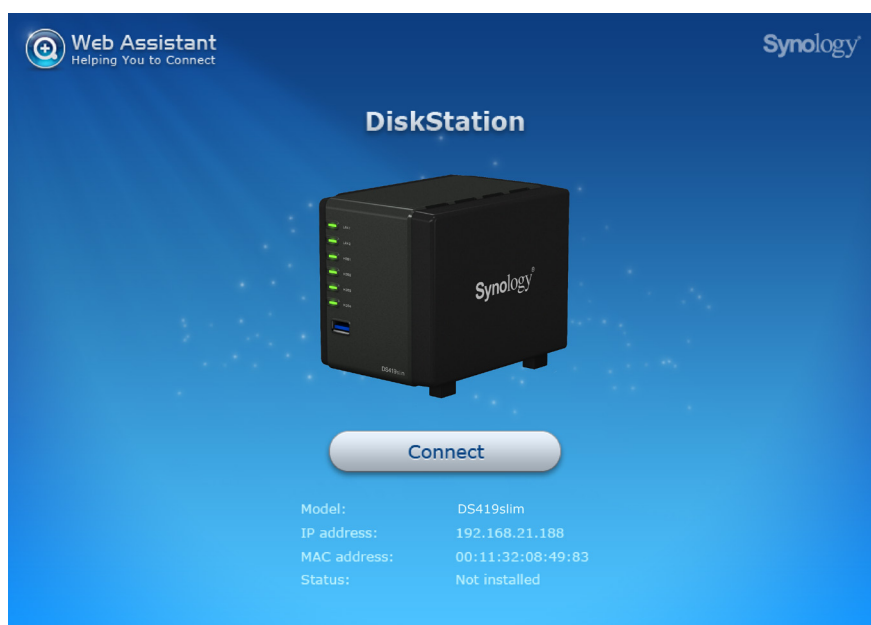 Web Assistant
Helping You to Connect
Synology
DiskStation
Synology
DS419slim
Connect
Model: DS419slim
IP address: 192.168.21.188
MAC address: 00:11:32:08:49:83
Status: Not installed